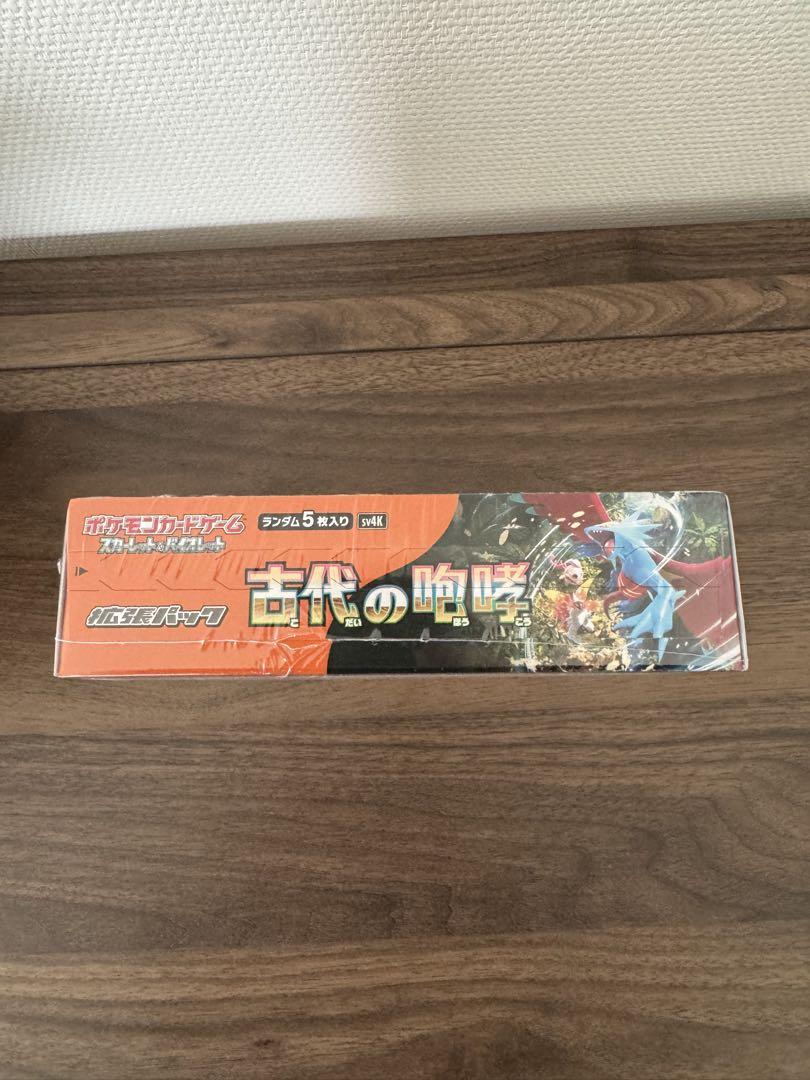 ポケモンカードゲーム
スカーレット&バイオレット
ランダム5枚入り
sv4K
拡張パック
古代の咆哮
こ だい ほう こう